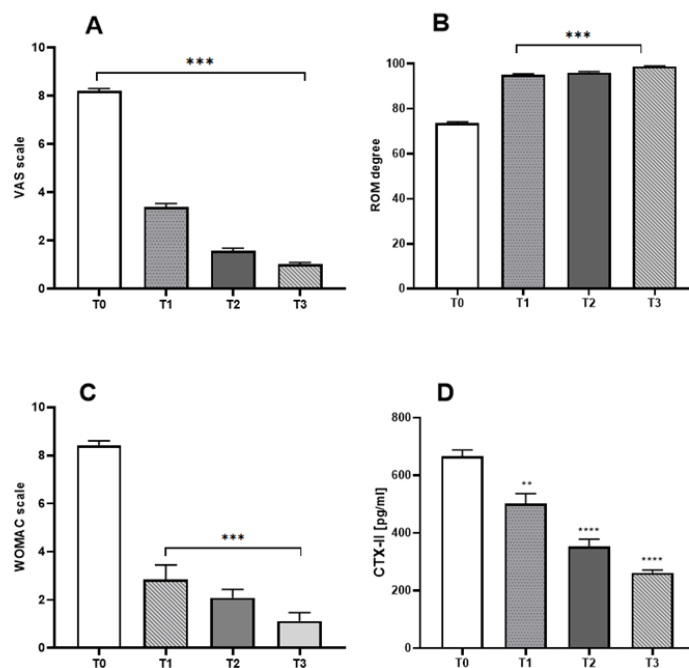 A
VAS scale
10
8
6
4
2
0
***
T0 T1 T2 T3
B
ROM degree
100
80
60
40
20
0
***
T0 T1 T2 T3
C
WOMAC scale
10
8
6
4
2
0
***
T0 T1 T2 T3
D
CTX-II [pg/ml]
800
600
400
200
0
**
****
****
T0 T1 T2 T3